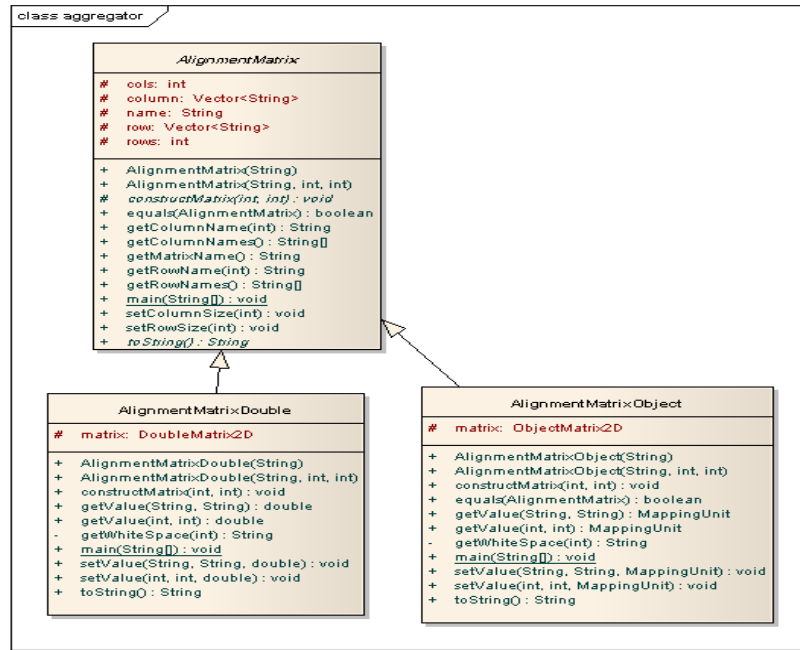 class aggregator
AlignmentMatrix
# cols: int
# column: Vector<String>
# name: String
# row: Vector<String>
# rows: int
+ AlignmentMatrix(String)
+ AlignmentMatrix(String, int, int)
# constructMatrix(int, int) : void
+ equals(AlignmentMatrix) : boolean
+ getColumnName(int) : String
+ getColumnNames() : String[]
+ getMatrixName() : String
+ getRowName(int) : String
+ getRowNames() : String[]
+ main(String[]) : void
+ setColumnSize(int) : void
+ setRowSize(int) : void
+ toString() : String
AlignmentMatrixDouble
# matrix: DoubleMatrix2D
+ AlignmentMatrixDouble(String)
+ AlignmentMatrixDouble(String, int, int)
+ constructMatrix(int, int) : void
+ getValue(String, String) : double
+ getValue(int, int) : double
- getWhiteSpace(int) : String
+ main(String[]) : void
+ setValue(String, String, double) : void
+ setValue(int, int, double) : void
+ toString() : String
AlignmentMatrixObject
# matrix: ObjectMatrix2D
+ AlignmentMatrixObject(String)
+ AlignmentMatrixObject(String, int, int)
+ constructMatrix(int, int) : void
+ equals(AlignmentMatrix) : boolean
+ getValue(String, String) : MappingUnit
+ getValue(int, int) : MappingUnit
- getWhiteSpace(int) : String
+ main(String[]) : void
+ setValue(String, String, MappingUnit) : void
+ setValue(int, int, MappingUnit) : void
+ toString() : String